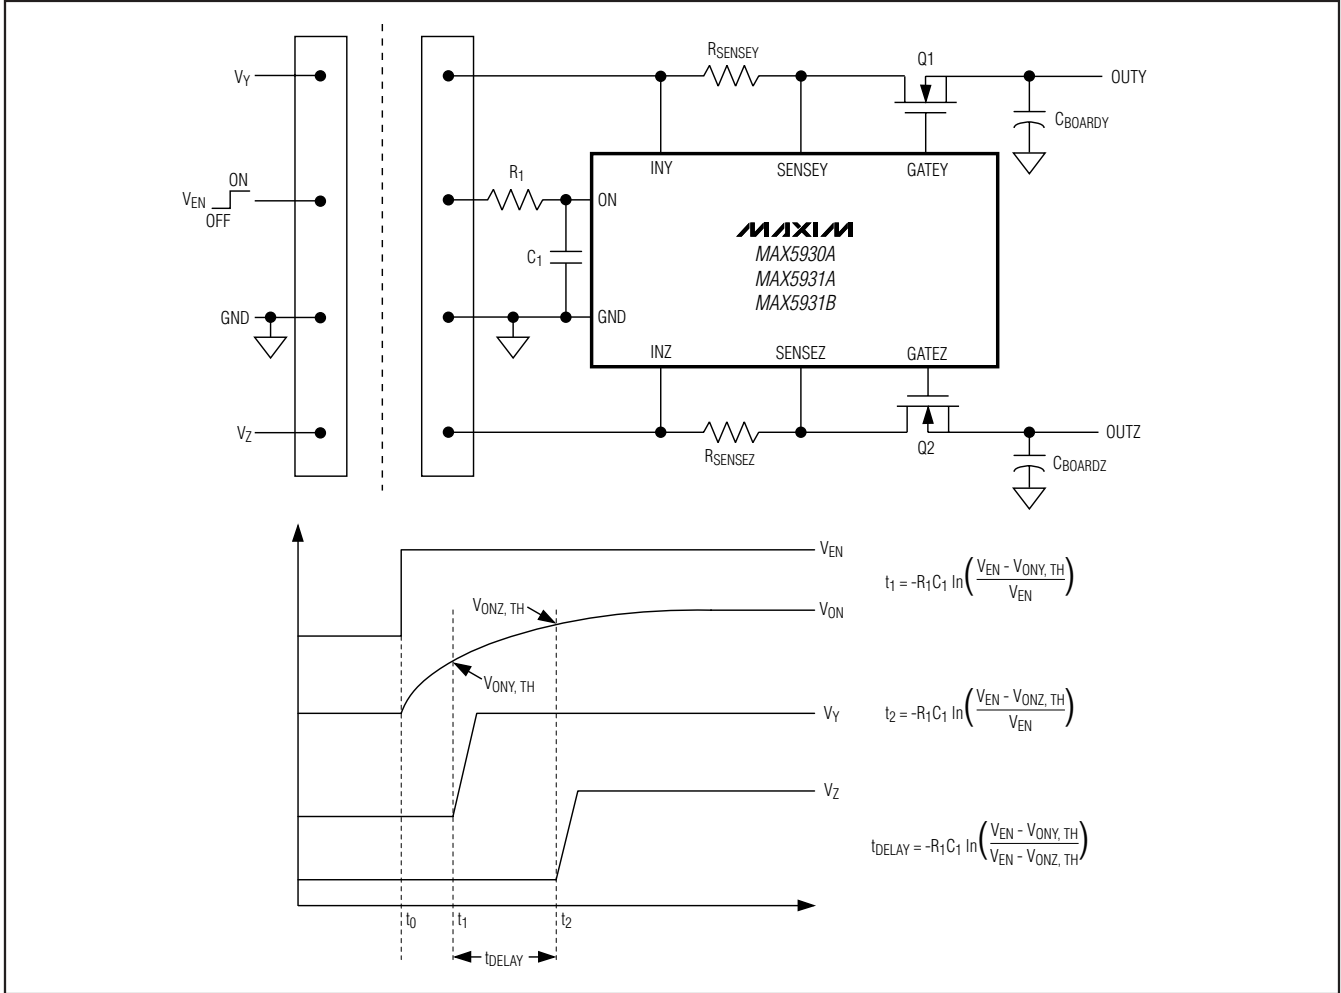 RSENSEY
Q1
VY
OUTY
CBOARDY
INY
SENSEY
GATEY
R1
ON
VEN
OFF
ON
MAXIM
MAX5930A
MAX5931A
MAX5931B
C1
GND
GND
INZ
SENSEZ
GATEZ
VZ
RSENSEZ
Q2
OUTZ
CBOARDZ
VEN
t1 = -R1C1 ln(VEN - VONY, TH / VEN)
VONZ, TH
VON
VONY, TH
VY
t2 = -R1C1 ln(VEN - VONZ, TH / VEN)
VZ
tDELAY = -R1C1 ln(VEN - VONY, TH / VEN - VONZ, TH)
t0
t1
t2
tDELAY